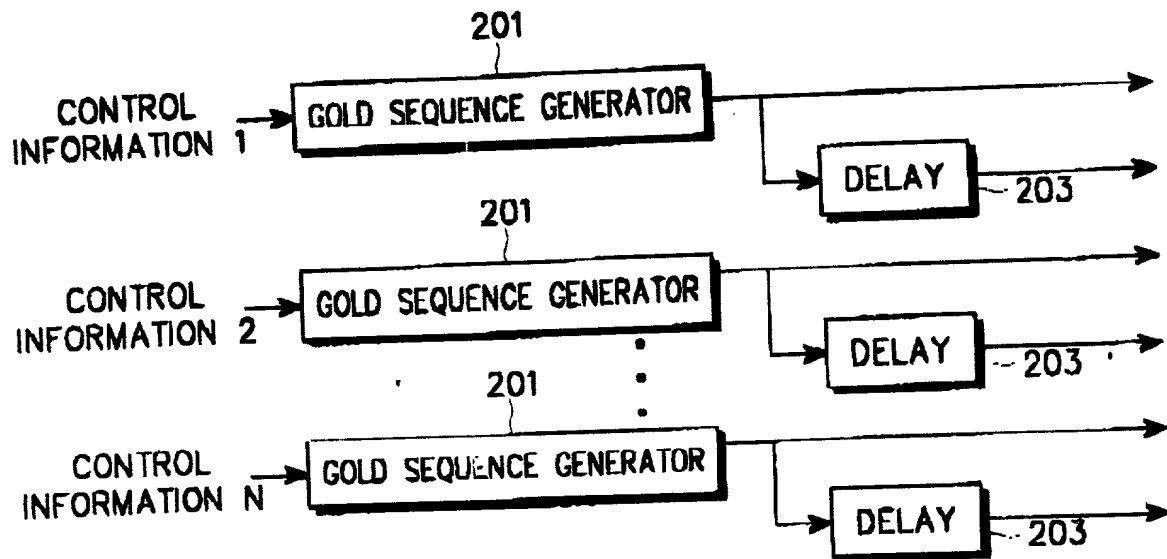 201
CONTROL
INFORMATION 1
GOLD SEQUENCE GENERATOR
DELAY
203
201
CONTROL
INFORMATION 2
GOLD SEQUENCE GENERATOR
DELAY
203
201
CONTROL
INFORMATION N
GOLD SEQUENCE GENERATOR
DELAY
203